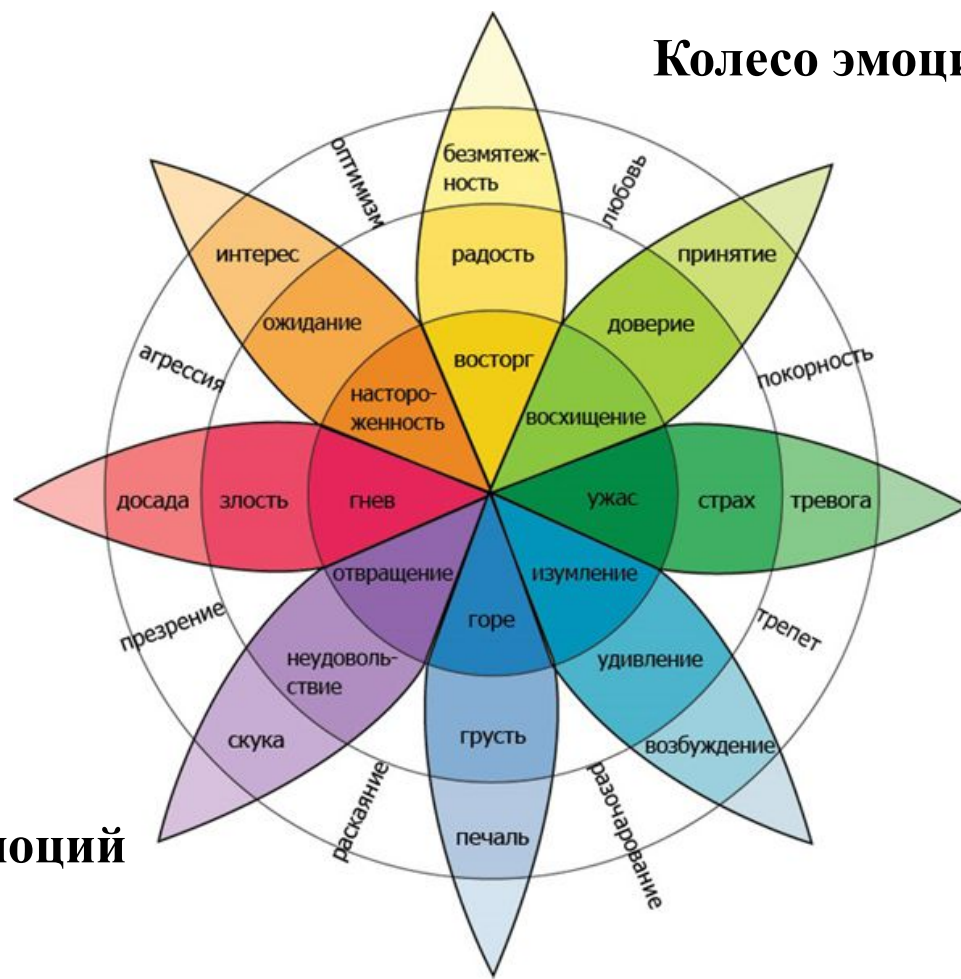 Колесо эмоци
оптимизм
безмятеж-
ность
любовь
интерес
радость
принятие
ожидание
доверие
агрессия
восторг
покорность
насторо-
женность
восхищение
досада
злость
гнев
ужас
страх
тревога
отвращение
изумление
презрение
горе
трепет
неудоволь-
ствие
удивление
скука
грусть
возбуждение
раскаяние
разочарование
печаль
моций